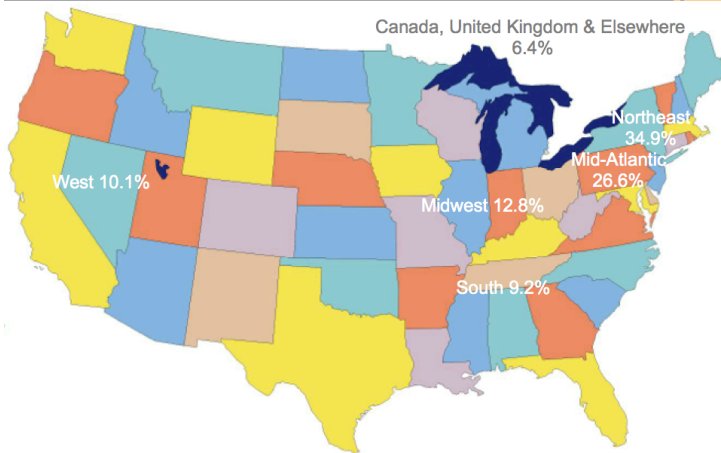 Canada, United Kingdom & Elsewhere
6.4%
Northeast
34.9%
Mid-Atlantic
26.6%
West 10.1%
Midwest 12.8%
South 9.2%